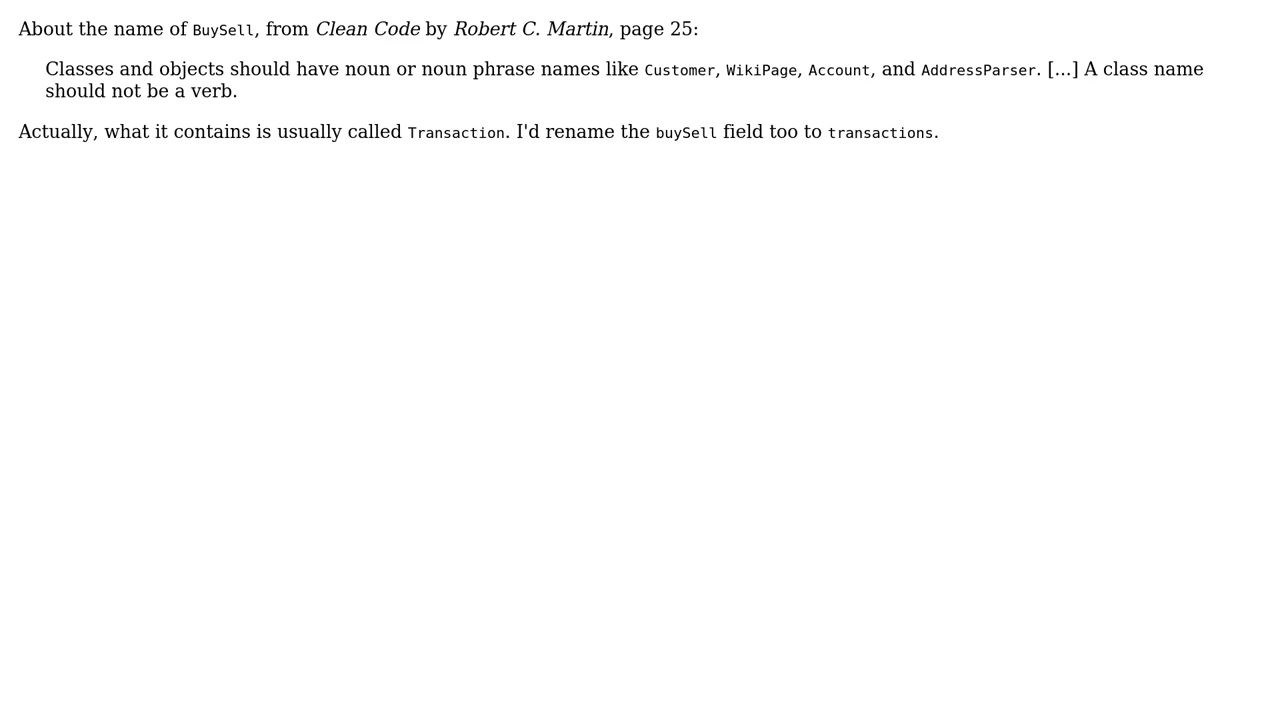 About the name of BuySell, from Clean Code by Robert C. Martin, page 25:
Classes and objects should have noun or noun phrase names like Customer, WikiPage, Account, and AddressParser. [...] A class name
should not be a verb.
Actually, what it contains is usually called Transaction. I'd rename the buySell field too to transactions.